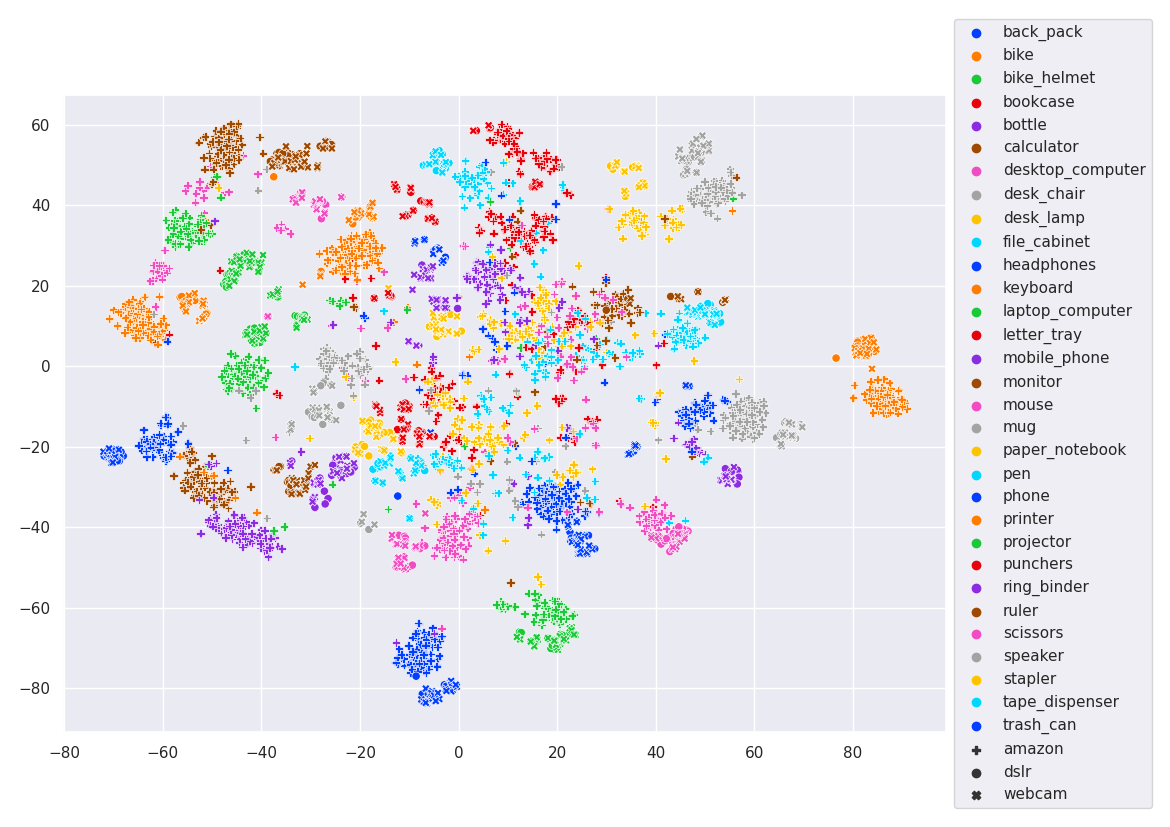 60
40
20
0
−20
−40
−60
−80
−80 −60 −40 −20 0 20 40 60 80
back_pack
bike
bike_helmet
bookcase
bottle
calculator
desktop_computer
desk_chair
desk_lamp
file_cabinet
headphones
keyboard
laptop_computer
letter_tray
mobile_phone
monitor
mouse
mug
paper_notebook
pen
phone
printer
projector
punchers
ring_binder
ruler
scissors
speaker
stapler
tape_dispenser
trash_can
amazon
dslr
webcam